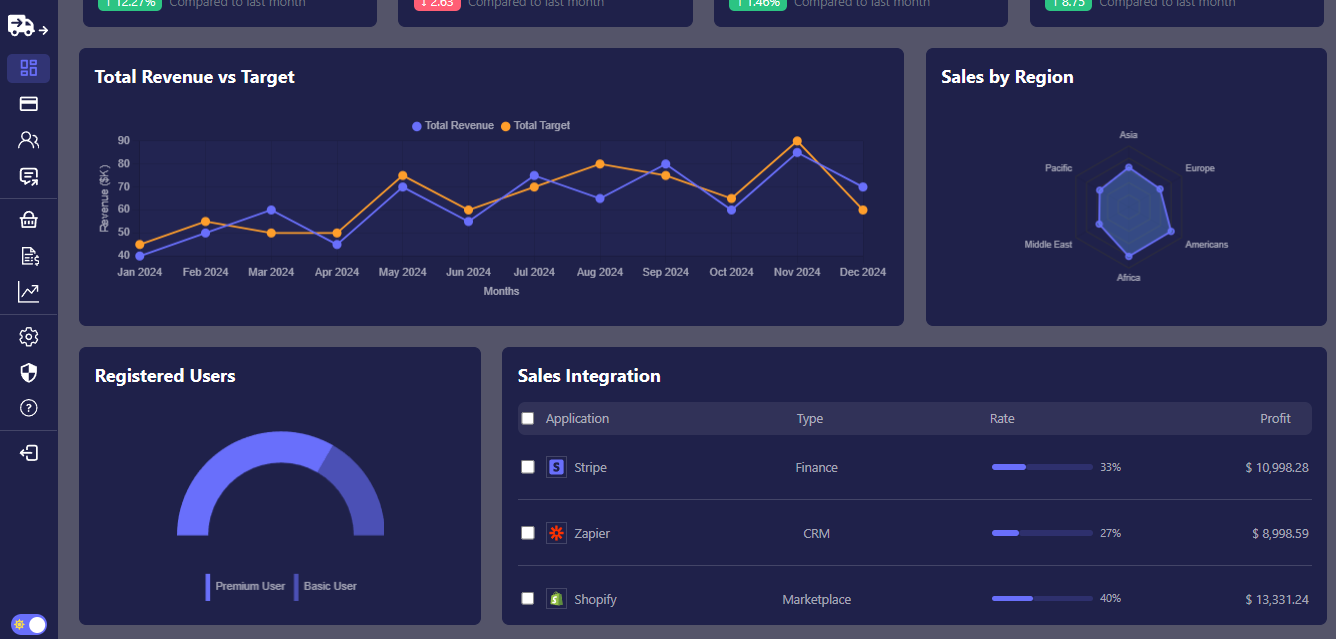 ↑ 12.27% Compared to last month
↓ 2.63 Compared to last month
↑ 1.46% Compared to last month
↑ 8.75 Compared to last month
Total Revenue vs Target
Total Revenue Total Target
Revenue ($K)
90
80
70
60
50
40
Jan 2024 Feb 2024 Mar 2024 Apr 2024 May 2024 Jun 2024 Jul 2024 Aug 2024 Sep 2024 Oct 2024 Nov 2024 Dec 2024
Months
Sales by Region
Asia
Pacific Europe
Middle East Americans
Africa
Registered Users
Premium User Basic User
Sales Integration
Application Type Rate Profit
S Stripe Finance 33% $ 10,998.28
Zapier CRM 27% $ 8,998.59
Shopify Marketplace 40% $ 13,331.24